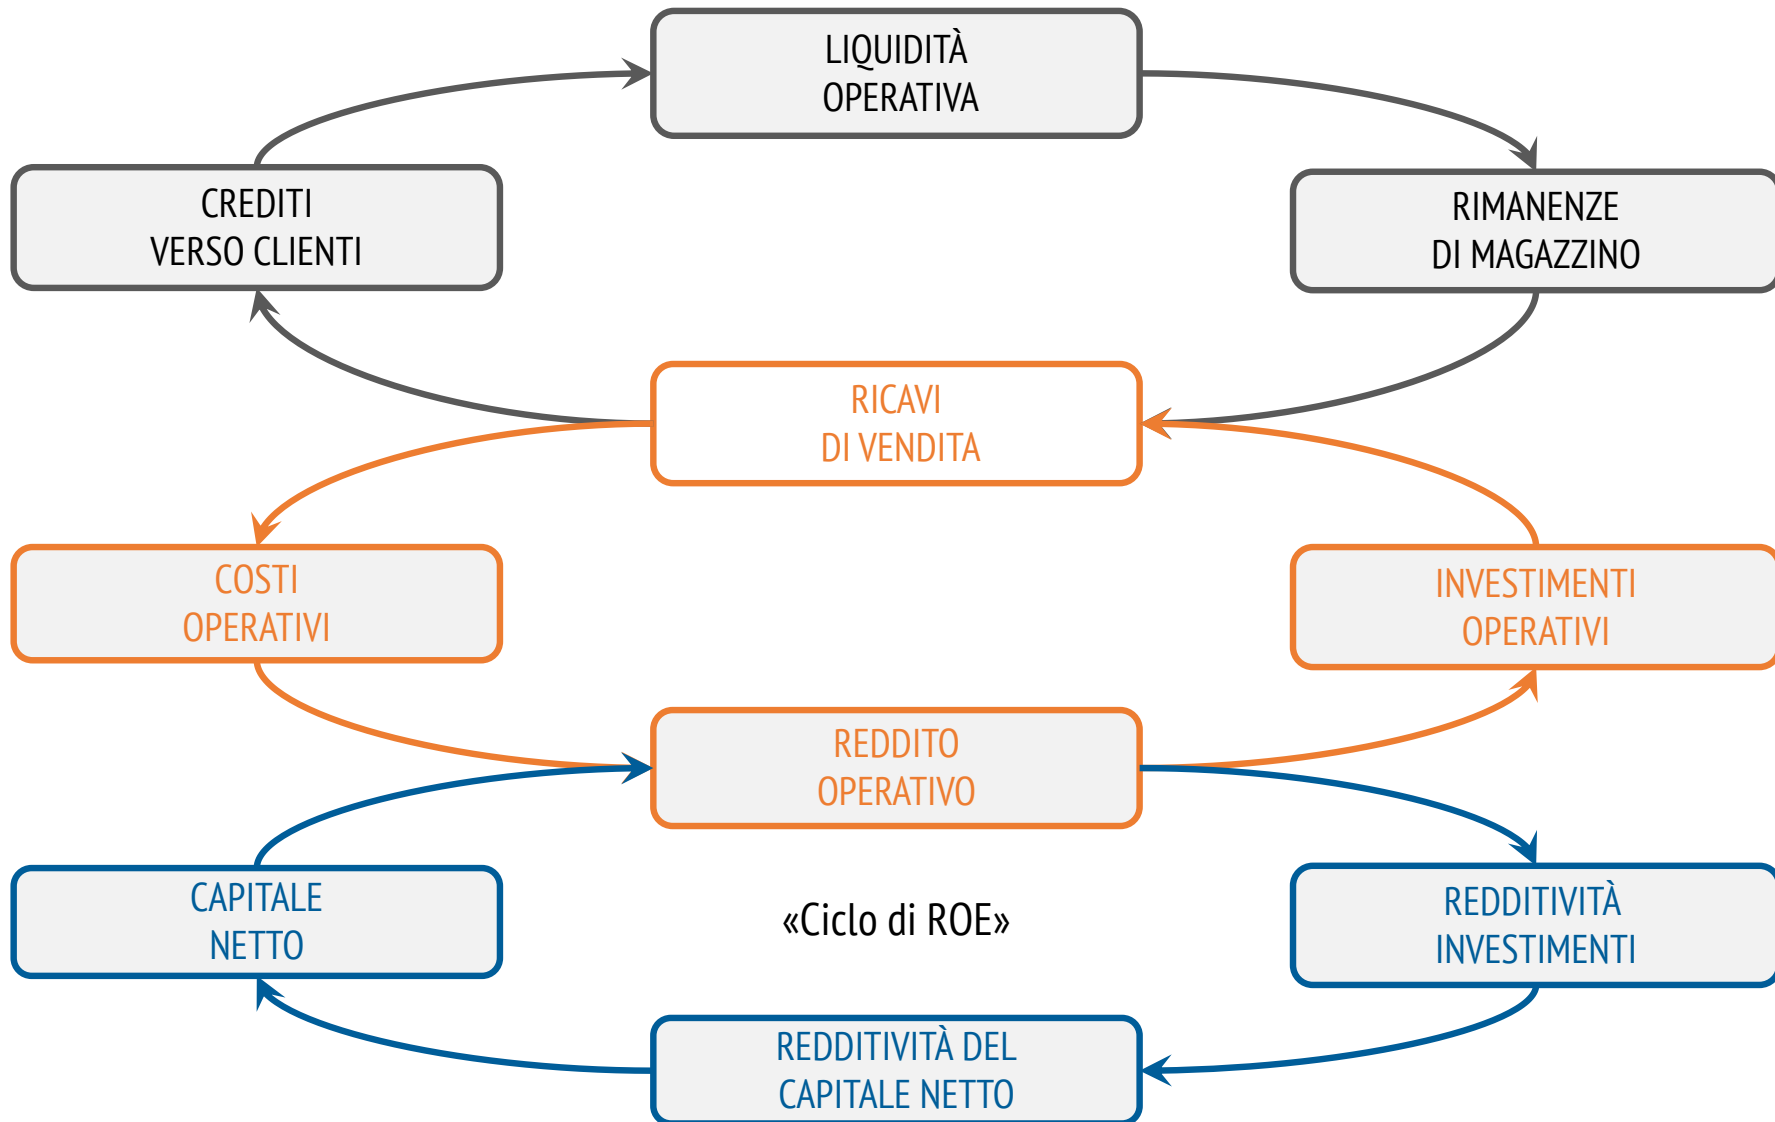 LIQUIDITÀ
OPERATIVA
CREDITI
VERSO CLIENTI
RIMANENZE
DI MAGAZZINO
RICAVI
DI VENDITA
COSTI
OPERATIVI
INVESTIMENTI
OPERATIVI
REDDITO
OPERATIVO
CAPITALE
NETTO
«Ciclo di ROE»
REDDITIVITÀ
INVESTIMENTI
REDDITIVITÀ DEL
CAPITALE NETTO